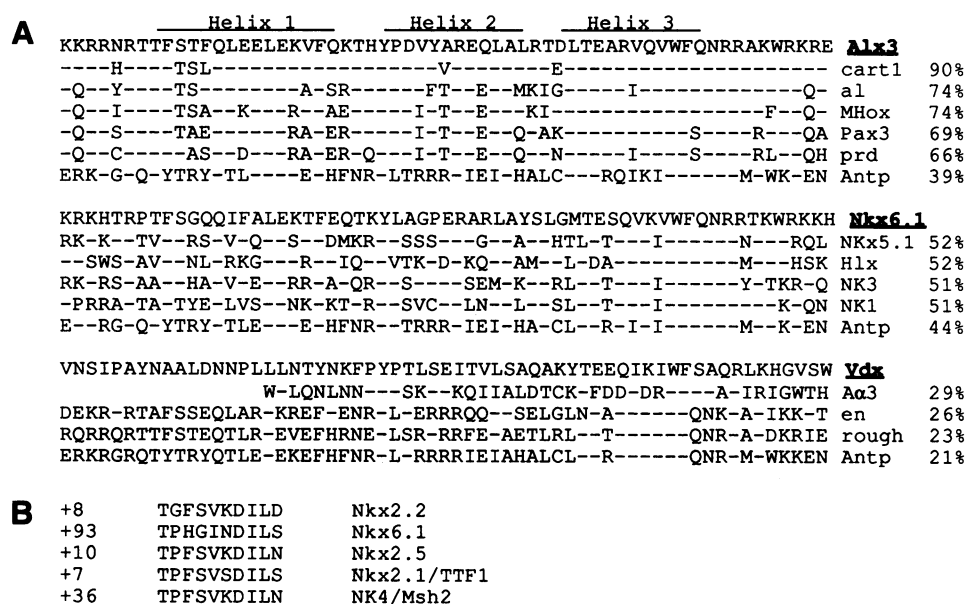 Helix 1 Helix 2 Helix 3
A KKRRNRTTFSTFQLEELEKVFQKTHYPDVYAREQLALRTDLTEARVQVWFQNRRAKWRKRE Alx3
----H----TSL------------------V--------E--------------------- cart1 90%
-Q--Y----TS--------A-SR------FT--E--MKIG-----I-------------Q- al 74%
-Q--I----TSA--K---R--AE-----I-T--E---KI-----------------F--Q- MHox 74%
-Q--S----TAE------RA-ER-----I-T--E--Q-AK----------S----R---QA Pax3 69%
-Q--C-----AS--D---RA-ER-Q---I-T--E--Q-RN-----I----S----RL--QH prd 66%
ERK-G-Q-YTRY-TL----E-HFNR--LTRRR-IEI-HALC---RQIKI------M-WK-EN Antp 39%
KRKHTRPTFSGQQIFALEKTFEQTKYLAGPERARLAYSLGMTESQVKVWFQNRRTKWRKKH Nkx6.1
RK-K--TV--RS-V-Q--S--DMKR--SSS---G--A--HTL-T---I------N---RQL NKx5.1 52%
--SWS-AV--NL-RKG---R--IQ--VTK-D-KQ--AM--L-DA----------M---HSK Hlx 52%
RK-RS-AA--HA-V-E--RR-A-QR--S----SEM-K--RL--T---I------Y-TKR-Q NK3 51%
-PRRA-TA-TYE-LVS--NK-KT-R--SVC--LN--L--SL--T---I---------K-QN NK1 51%
E--RG-Q-YTRY-TLE---E-HFNR--TRRR-IEI-HA-CL--R-I-I------M--K-EN Antp 44%
VNSIPAYNAALDNNPLLLNTYNKFPYPTLSEITVLSAQAKYTEEQIKIWFSAQRLKHGVSW Vdx
W-LQNLNN---SK--KQIIALDTCK-FDD-DR----A-IRIGWTH Aα3 29%
DEKR-RTAFSSEQLAR-KREF-ENR-L-ERRRQQ--SELGLN-A------QNK-A-IKK-T en 26%
RQRRQRTTFSTEQTLR-EVEFHRNE-LSR-RRFE-AETLRL--T------QNR-A-DKRIE rough 23%
ERKRGRQTYTRYQTLE-EKEFHFNR-L-RRRRIEIAHALCL--R------QNR-M-WKKEN Antp 21%
B +8 TGFSVKDILD Nkx2.2
+93 TPHGINDILS Nkx6.1
+10 TPFSVKDILN Nkx2.5
+7 TPFSVSDILS Nkx2.1/TTF1
+36 TPFSVKDILN NK4/Msh2